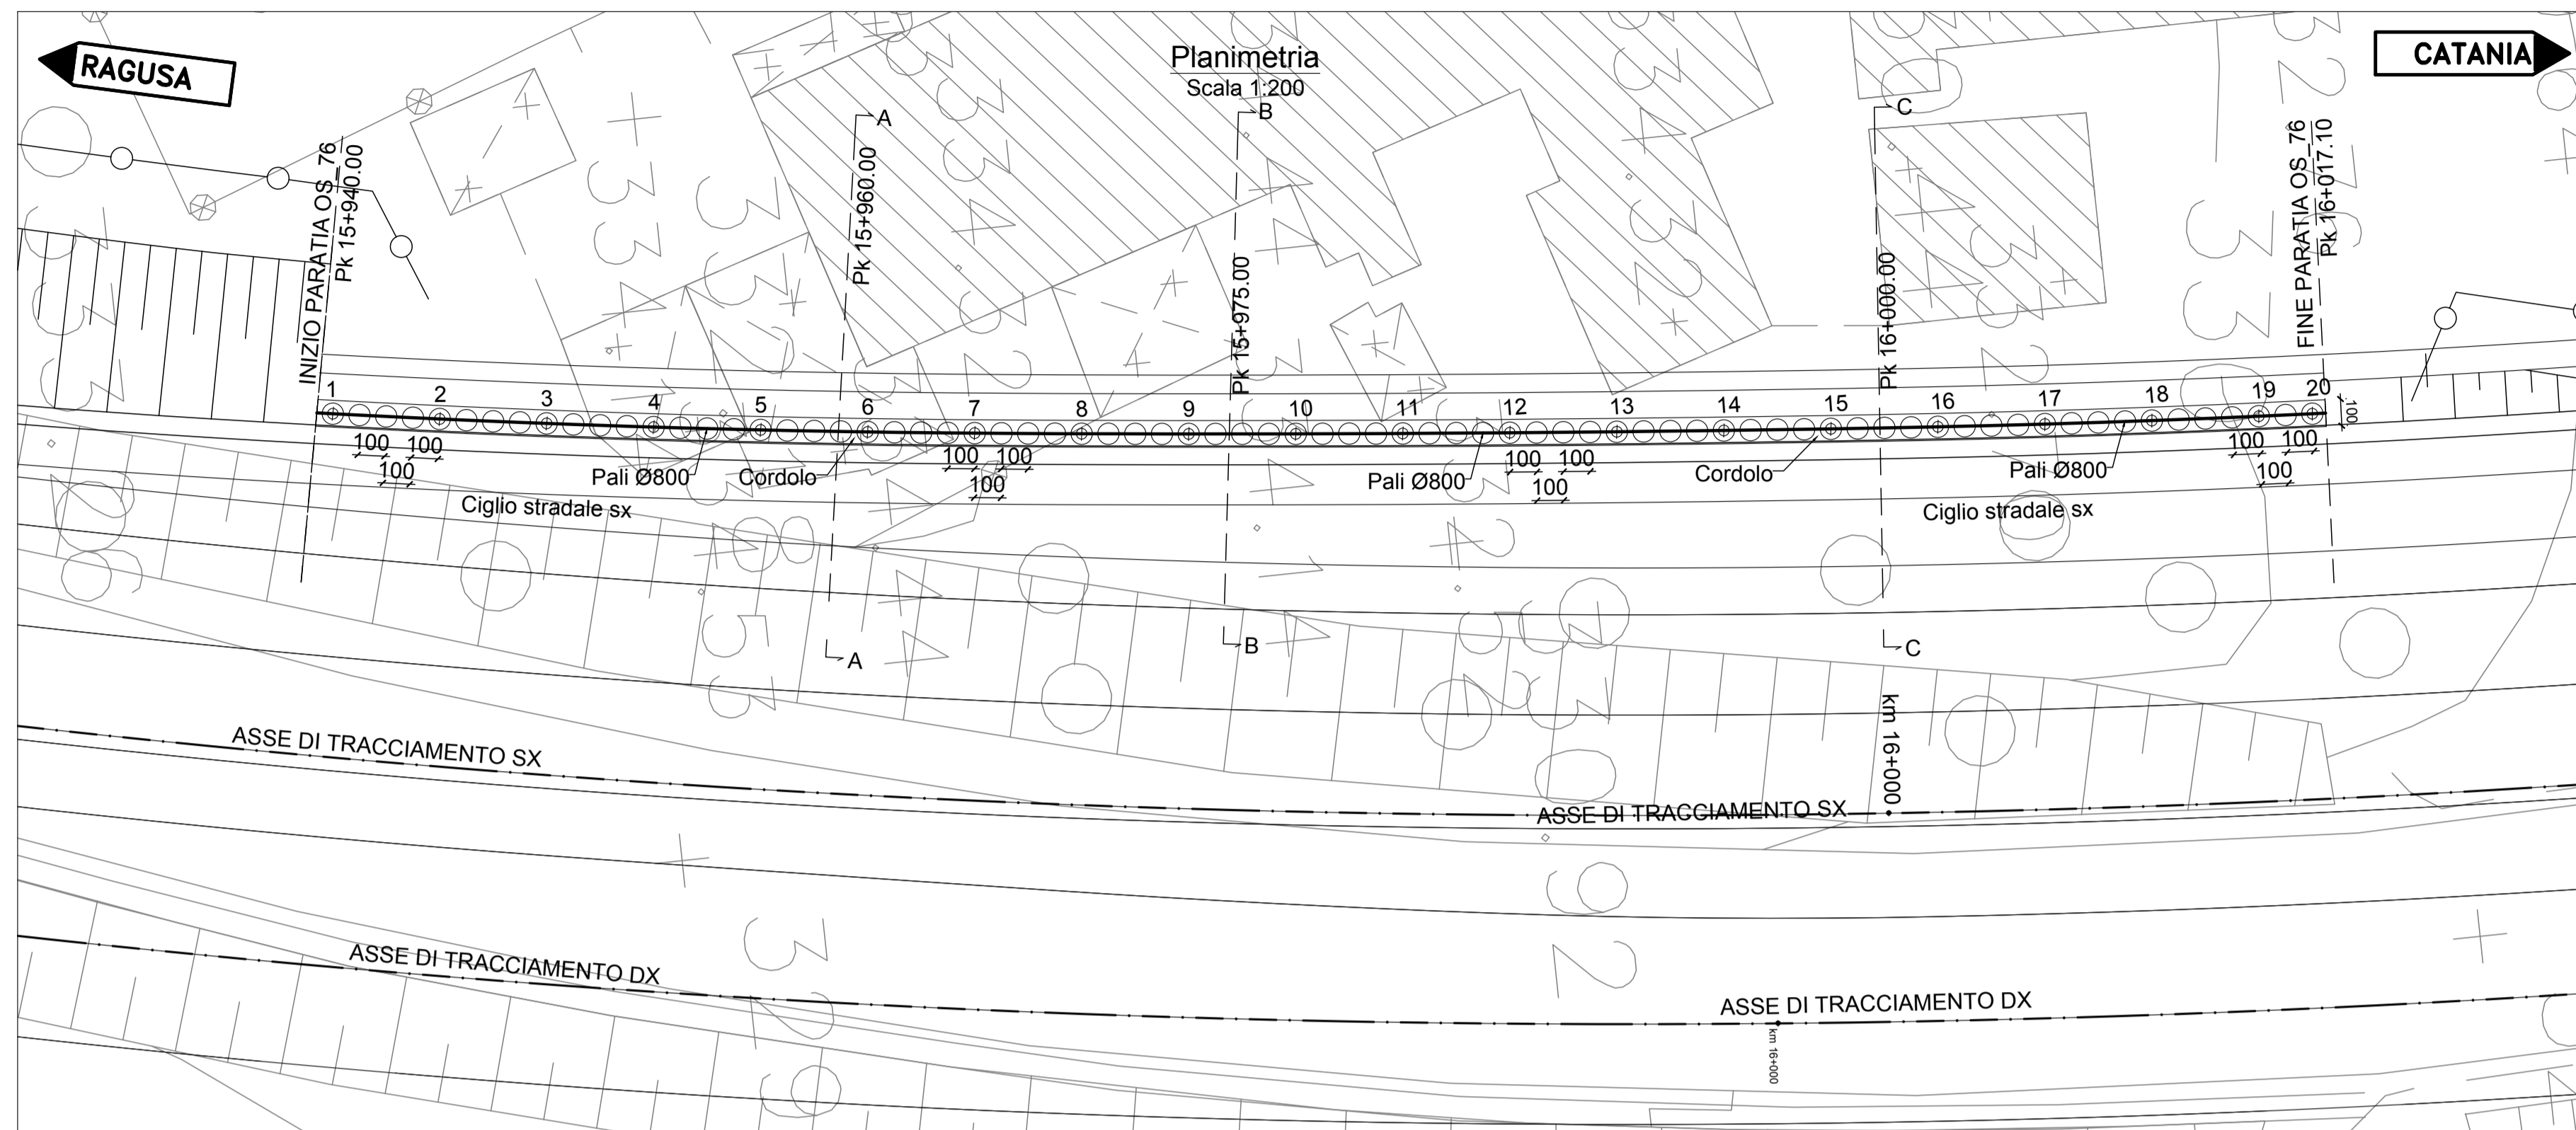 RAGUSA
Planimetria
Scala 1:200
CATANIA
INIZIO PARATIA OS_76
Pk 15+940.00
A
Pk 15+960.00
B
Pk 15+975.00
C
Pk 16+000.00
FINE PARATIA OS_76
Pk 16+017.10
1 2 3 4 5 6 7 8 9 10 11 12 13 14 15 16 17 18 19 20
100
100 100 100 100 100 100 100 100
100 100 100 100
Pali Ø800 Cordolo Pali Ø800 Cordolo Pali Ø800
Ciglio stradale sx Ciglio stradale sx
A B C
km 16+000
ASSE DI TRACCIAMENTO SX
ASSE DI TRACCIAMENTO SX
ASSE DI TRACCIAMENTO DX
ASSE DI TRACCIAMENTO DX
km 16+000